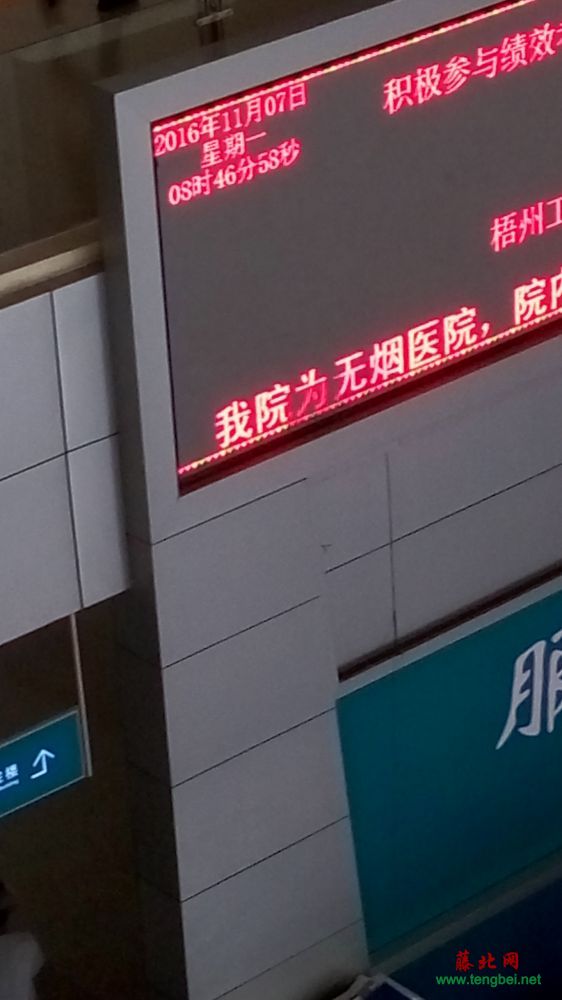 2016年11月07日
星期一
08时46分58秒
积极参与绩效
梧州工
我院为无烟医院，院内
服
楼
藤北网
www.tengbei.net